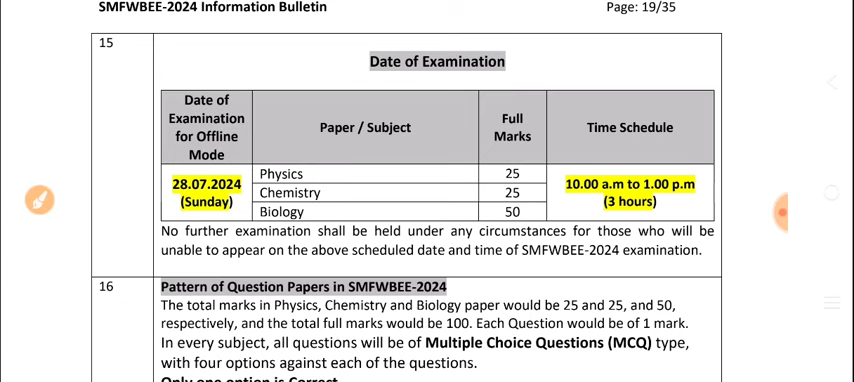 SMFWBEE-2024 Information Bulletin
Page: 19/35
15
Date of Examination
Date of
Examination
for Offline
Mode
Paper / Subject
Full
Marks
Time Schedule
28.07.2024
(Sunday)
Physics
25
Chemistry
25
Biology
50
10.00 a.m to 1.00 p.m
(3 hours)
No further examination shall be held under any circumstances for those who will be
unable to appear on the above scheduled date and time of SMFWBEE-2024 examination.
16
Pattern of Question Papers in SMFWBEE-2024
The total marks in Physics, Chemistry and Biology paper would be 25 and 25, and 50,
respectively, and the total full marks would be 100. Each Question would be of 1 mark.
In every subject, all questions will be of Multiple Choice Questions (MCQ) type,
with four options against each of the questions.
Only one option is Correct